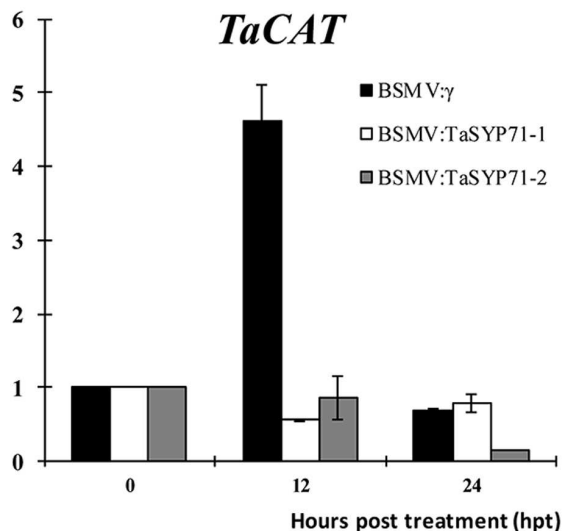 TaCAT
6
5
4
3
2
1
0
BSMV:γ
BSMV:TaSYP71-1
BSMV:TaSYP71-2
0 12 24
Hours post treatment (hpt)